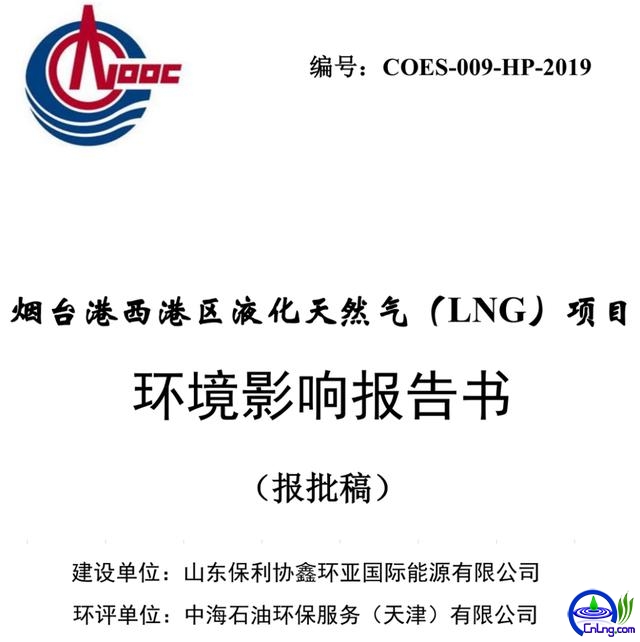 CNOOC
编号：COES-009-HP-2019
烟台港西港区液化天然气（LNG）项目
环境影响报告书
（报批稿）
建设单位：山东保利协鑫环亚国际能源有限公司
环评单位：中海石油环保服务（天津）有限公司
CnLng.com